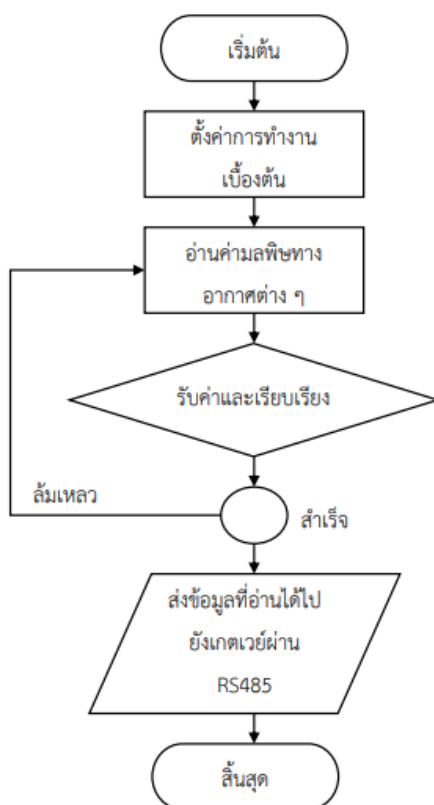 เริ่มต้น
ตั้งค่าการทำงาน
เบื้องต้น
อ่านค่ามลพิษทาง
อากาศต่าง ๆ
รับค่าและเรียบเรียง
ล้มเหลว
สำเร็จ
ส่งข้อมูลที่อ่านได้ไป
ยังเกตเวย์ผ่าน
RS485
สิ้นสุด